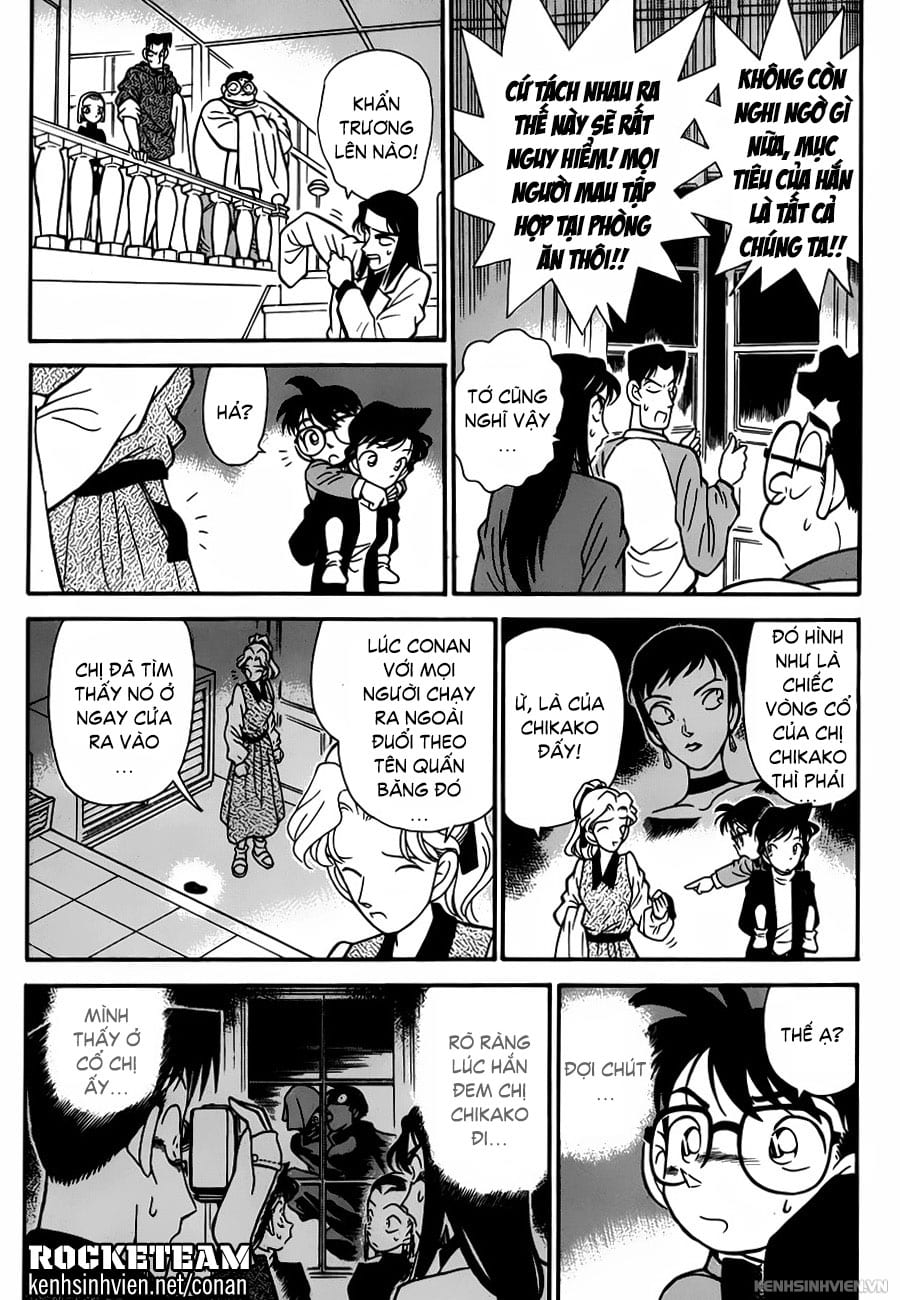 KHÔNG CÒN
NGHI NGỜ GÌ
NỮA, MỤC
TIÊU CỦA HẮN
LÀ TẤT CẢ
CHÚNG TA!!
CỨ TÁCH NHAU RA
THẾ NÀY SẼ RẤT
NGUY HIỂM! MỌI
NGƯỜI MAU TẬP
HỢP TẠI PHÒNG
ĂN THÔI!!
TỚ CŨNG
NGHĨ VẬY
...
KHẨN
TRƯƠNG
LÊN NÀO!
HẢ?
ĐÓ HÌNH
NHƯ LÀ
CHIẾC
VÒNG CỔ
CỦA CHỊ
CHIKAKO
THÌ PHẢI
...
Ừ, LÀ CỦA
CHIKAKO
ĐẤY!
LÚC CONAN
VỚI MỌI
NGƯỜI CHẠY
RA NGOÀI
ĐUỔI THEO
TÊN QUẤN
BĂNG ĐÓ
...
CHỊ ĐÃ TÌM
THẤY NÓ Ở
NGAY CỬA
RA VÀO
...
THẾ Ạ?
ĐỢI CHÚT
...
RÕ RÀNG
LÚC HẮN
ĐEM CHỊ
CHIKAKO
ĐI...
MÌNH
THẤY Ở
CỔ CHỊ
ẤY...
ROCKETEAM
kenhsinhvien.net/conan
KENHSINHVIEN.VN